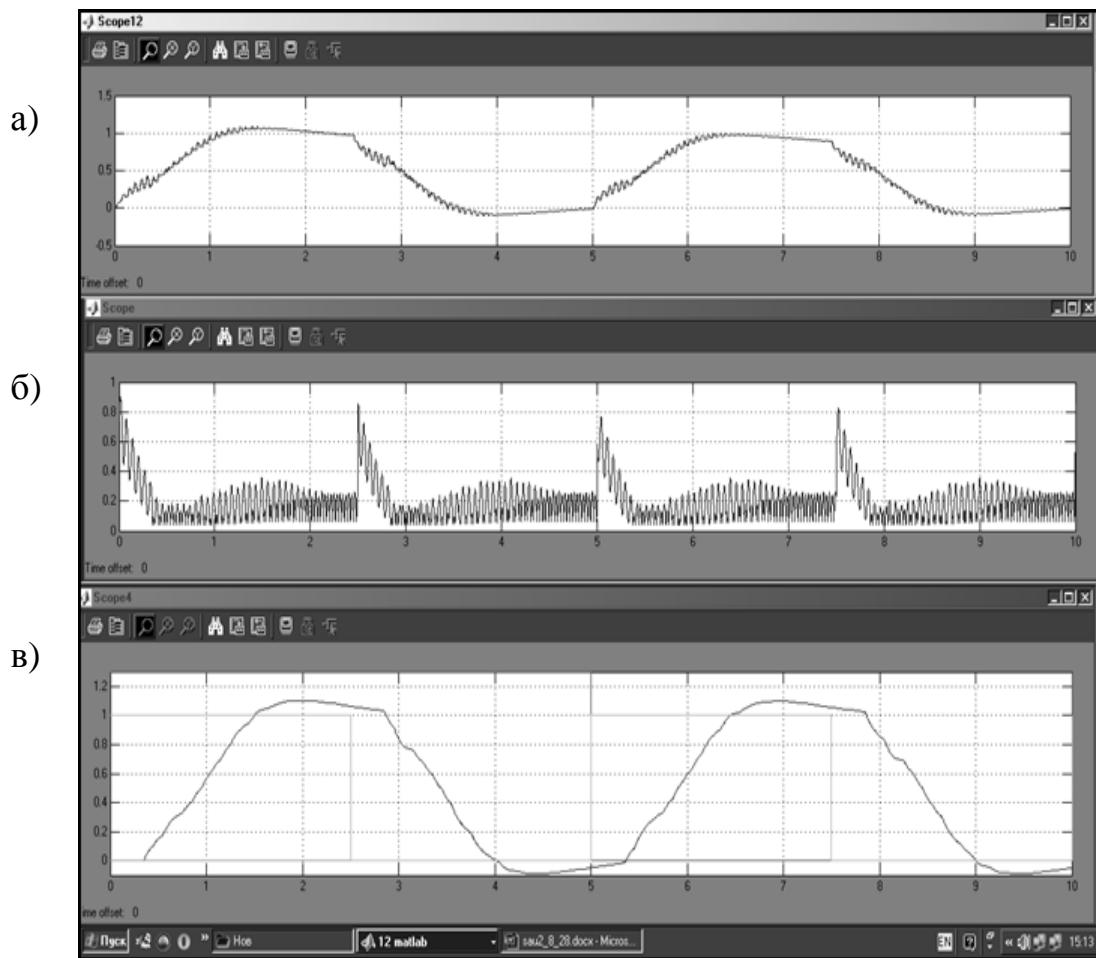 Scope12
а)
1.5
1
0.5
0
-0.5
0 1 2 3 4 5 6 7 8 9 10
Time offset: 0
Scope
б)
1
0.8
0.6
0.4
0.2
0
0 1 2 3 4 5 6 7 8 9 10
Time offset: 0
Scope4
в)
1.2
1
0.8
0.6
0.4
0.2
0
0 1 2 3 4 5 6 7 8 9 10
ime offset: 0
Пуск » Нов 12 matlab sau2_8_28.docx - Micros... EN « 15:13